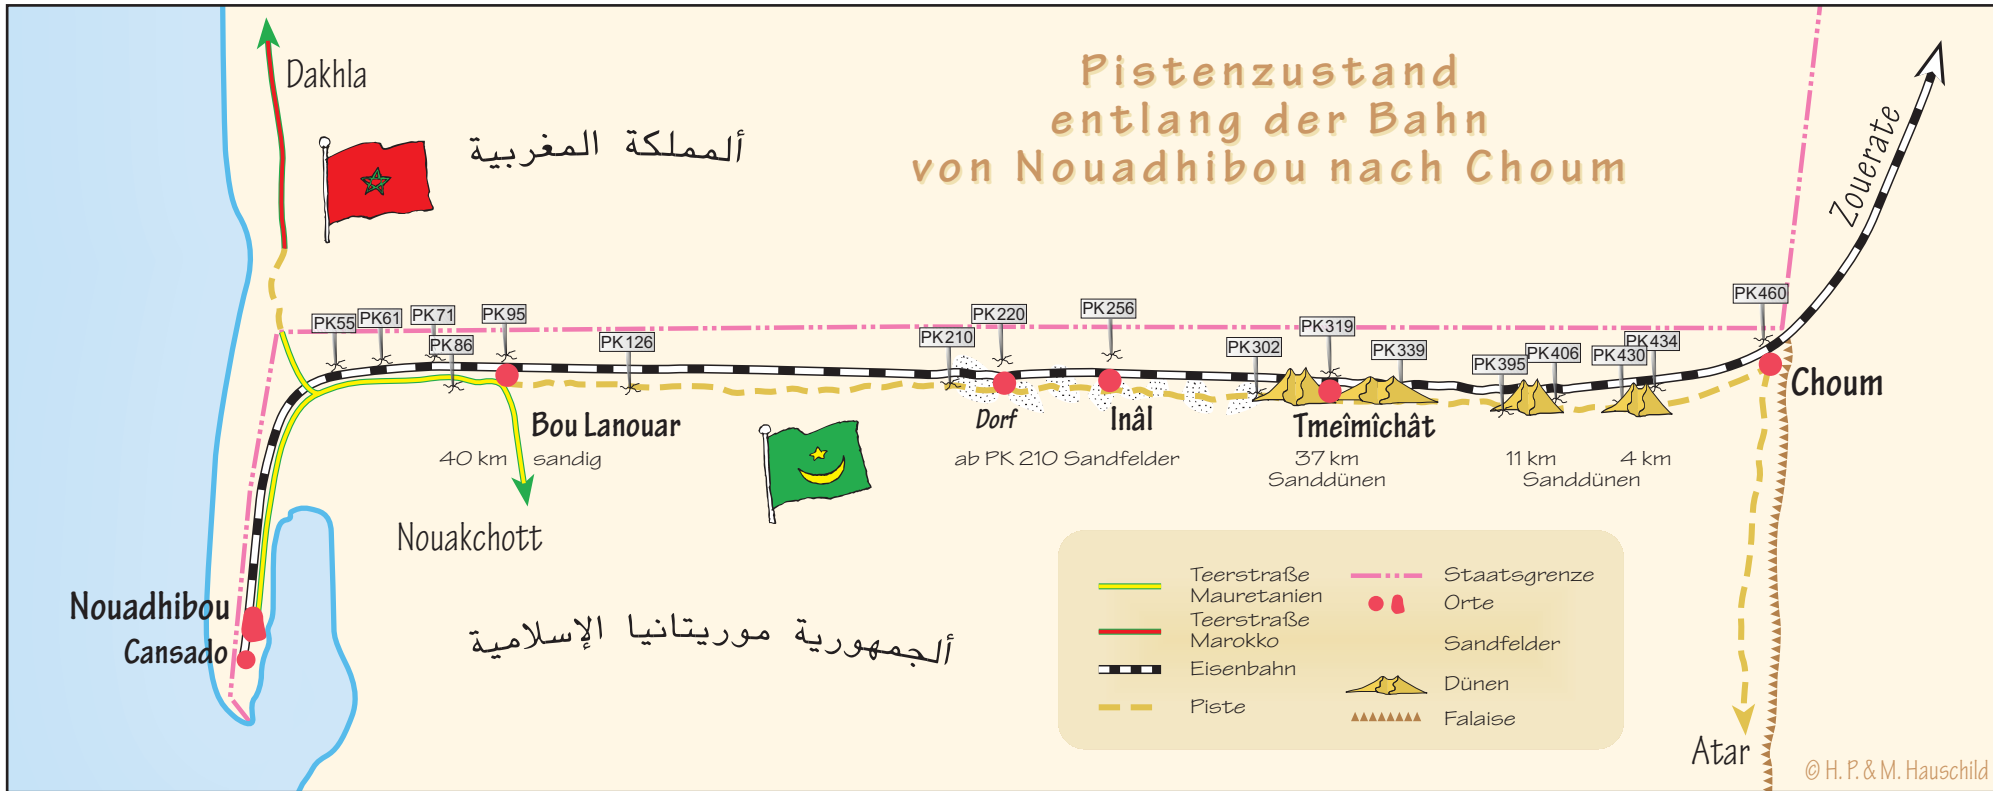 Pistenzustand
entlang der Bahn
von Nouadhibou nach Choum
Dakhla
ألمملكة المغربية
Zouerate
PK55
PK61
PK71
PK86
PK95
PK126
PK210
PK220
PK256
PK302
PK319
PK339
PK395
PK406
PK430
PK434
PK460
Bou Lanouar
Dorf
Inâl
Tmeîmîchât
Choum
40 km sandig
ab PK 210 Sandfelder
37 km
Sanddünen
11 km 4 km
Sanddünen
Nouakchott
Nouadhibou
Cansado
ألجمهورية موريتانيا الإسلامية
Teerstraße
Mauretanien
Teerstraße
Marokko
Eisenbahn
Piste
Staatsgrenze
Orte
Sandfelder
Dünen
Falaise
Atar
© H. P. & M. Hauschild